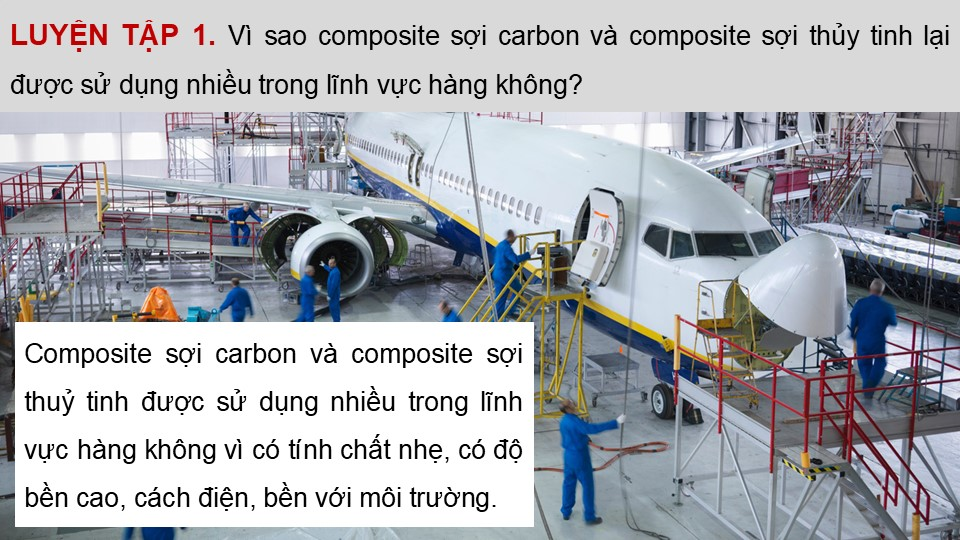 LUYỆN TẬP 1. Vì sao composite sợi carbon và composite sợi thủy tinh lại
được sử dụng nhiều trong lĩnh vực hàng không?
Composite sợi carbon và composite sợi
thuỷ tinh được sử dụng nhiều trong lĩnh
vực hàng không vì có tính chất nhẹ, có độ
bền cao, cách điện, bền với môi trường.